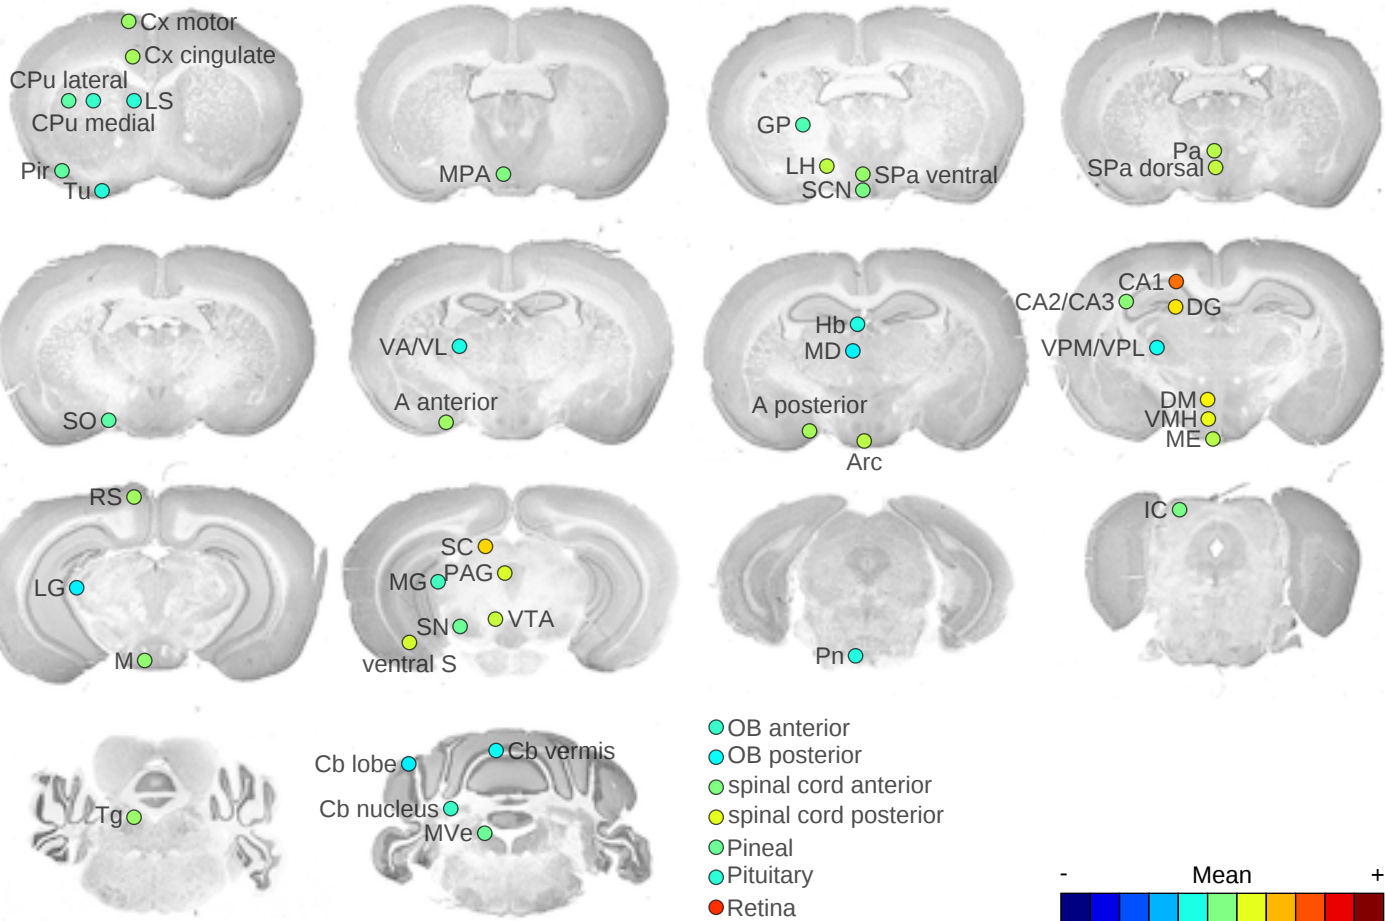 Cx motor
Cx cingulate
CPu lateral
LS
CPu medial
Pir
Tu
MPA
GP
LH
SPa ventral
SCN
Pa
SPa dorsal
SO
VA/VL
A anterior
Hb
MD
A posterior
Arc
CA1
CA2/CA3
DG
VPM/VPL
DM
VMH
ME
RS
LG
M
SC
PAG
MG
SN
VTA
ventral S
Pn
IC
Tg
Cb vermis
Cb lobe
Cb nucleus
MVe
OB anterior
OB posterior
spinal cord anterior
spinal cord posterior
Pineal
Pituitary
Retina
- Mean +